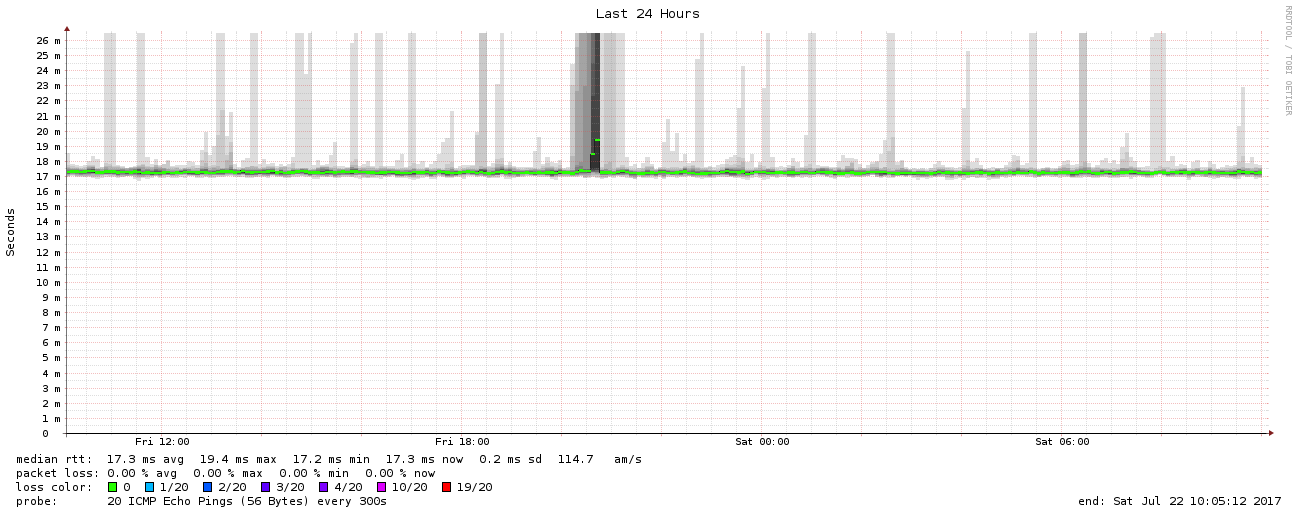 Last 24 Hours
RRDTOOL / TOBI OETIKER
Seconds
26 m
25 m
24 m
23 m
22 m
21 m
20 m
19 m
18 m
17 m
16 m
15 m
14 m
13 m
12 m
11 m
10 m
9 m
8 m
7 m
6 m
5 m
4 m
3 m
2 m
1 m
0
Fri 12:00 Fri 18:00 Sat 00:00 Sat 06:00
median rtt: 17.3 ms avg 19.4 ms max 17.2 ms min 17.3 ms now 0.2 ms sd 114.7 am/s
packet loss: 0.00 % avg 0.00 % max 0.00 % min 0.00 % now
loss color: 0 1/20 2/20 3/20 4/20 10/20 19/20
probe: 20 ICMP Echo Pings (56 Bytes) every 300s end: Sat Jul 22 10:05:12 2017